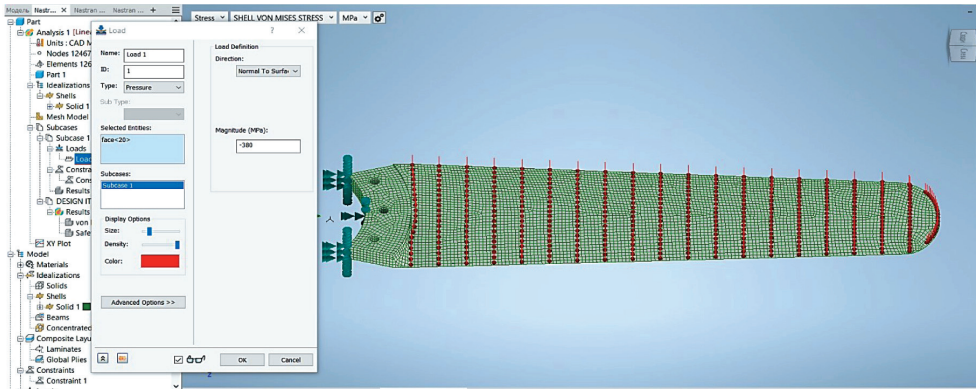 Модель Nastr... × Nastran ... Nastran ... +
Part
Analysis 1 [Linea
Units : CAD M
Nodes 12467
Elements 126
Part 1
Idealizations
Shells
Solid 1
Mesh Model
Subcases
Subcase 1
Loads
Load
Constra
Cons
Results
DESIGN IT
Results
von
Safe
XY Plot
Model
Materials
Idealizations
Solids
Shells
Solid 1
Beams
Concentrated
Composite Layu
Laminates
Global Plies
Constraints
Constraint 1
Load
? ×
Name: Load 1
ID: 1
Type: Pressure
Sub Type:
Selected Entities:
face<20>
Subcases:
Subcase 1
Display Options
Size:
Density:
Color:
Advanced Options >>
Load Definition
Direction:
Normal To Surfa
Magnitude (MPa):
-380
OK Cancel
Stress SHELL VON MISES STRESS MPa
Z